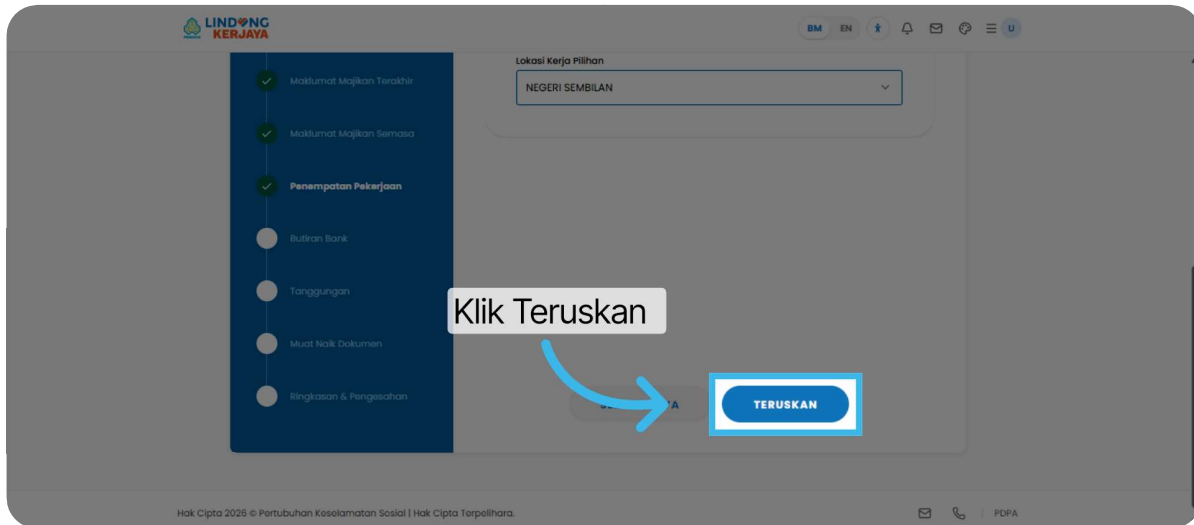 LINDUNG
KERJAYA
BM EN
U
Lokasi Kerja Pilihan
NEGERI SEMBILAN
Maklumat Majikan Terakhir
Maklumat Majikan Semasa
Penempatan Pekerjaan
Butiran Bank
Tanggungan
Muat Naik Dokumen
Ringkasan & Pengesahan
Klik Teruskan
TERUSKAN
Hak Cipta 2026 © Pertubuhan Keselamatan Sosial | Hak Cipta Terpelihara.
PDPA